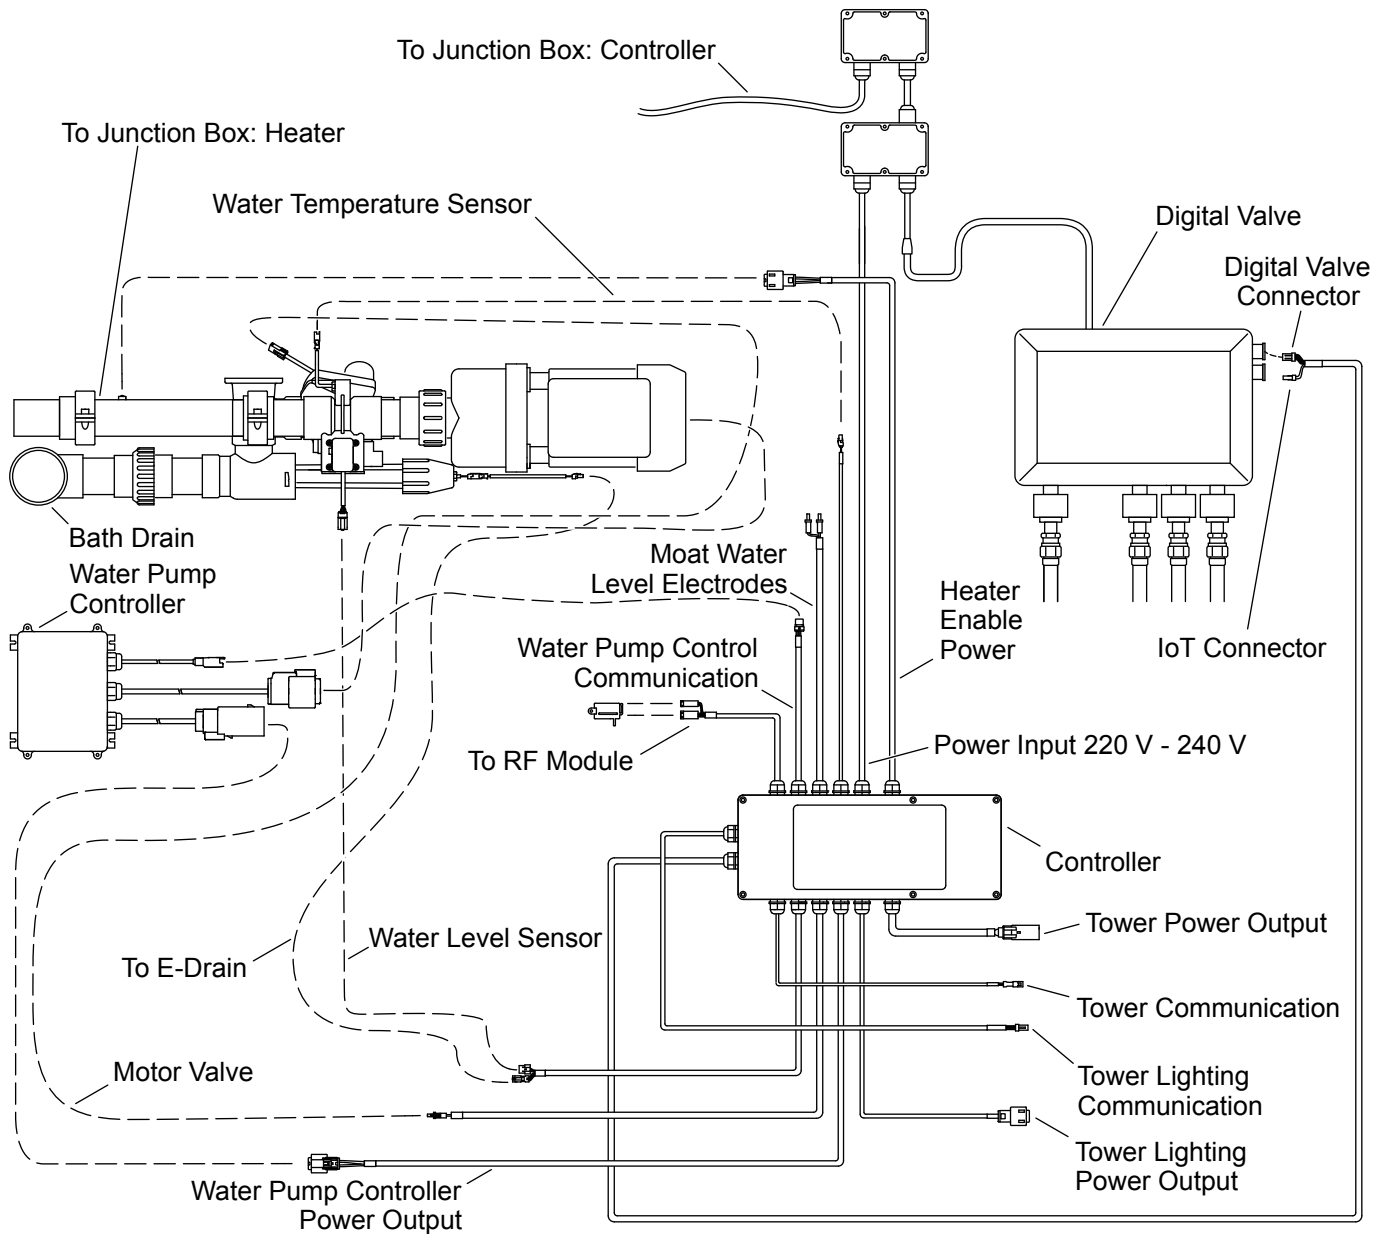 To Junction Box: Controller
To Junction Box: Heater
Water Temperature Sensor
Digital Valve
Digital Valve
Connector
Bath Drain
Water Pump
Controller
Moat Water
Level Electrodes
Heater
Enable
Power
IoT Connector
Water Pump Control
Communication
To RF Module
Power Input 220 V - 240 V
Controller
Tower Power Output
Water Level Sensor
To E-Drain
Tower Communication
Motor Valve
Tower Lighting
Communication
Tower Lighting
Power Output
Water Pump Controller
Power Output